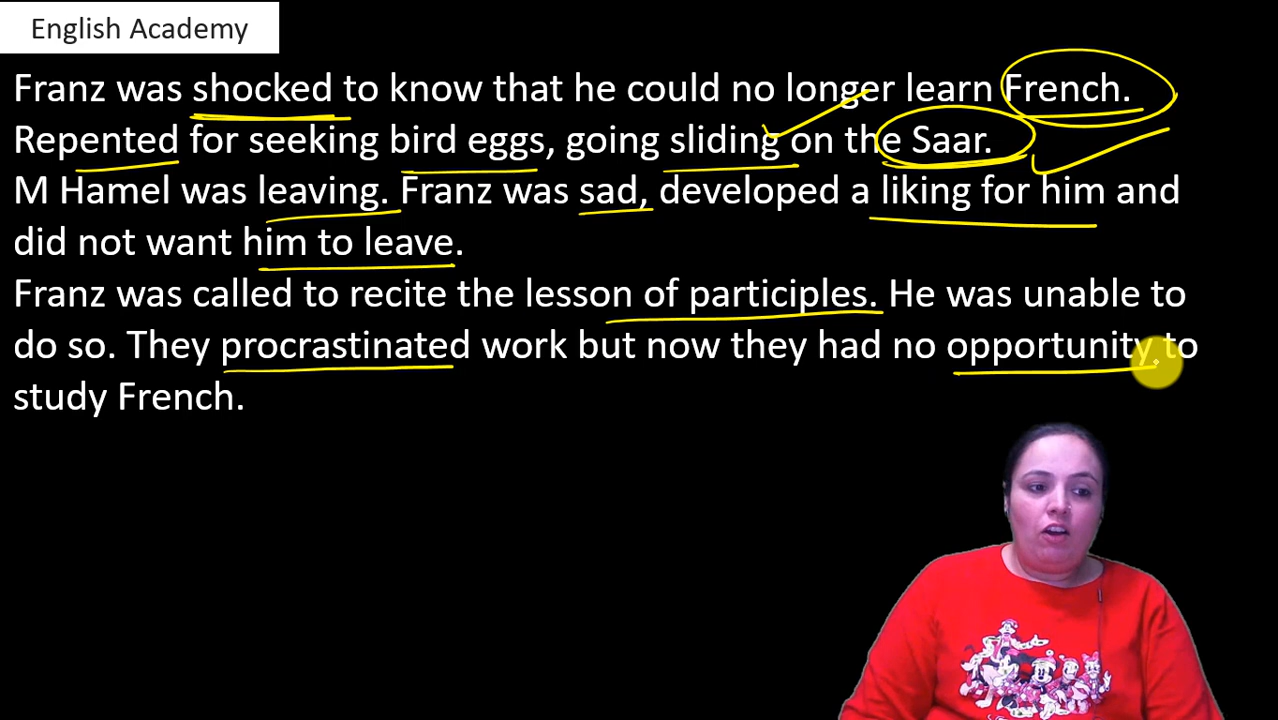 English Academy
Franz was shocked to know that he could no longer learn French.
Repented for seeking bird eggs, going sliding on the Saar.
M Hamel was leaving. Franz was sad, developed a liking for him and
did not want him to leave.
Franz was called to recite the lesson of participles. He was unable to
do so. They procrastinated work but now they had no opportunity to
study French.